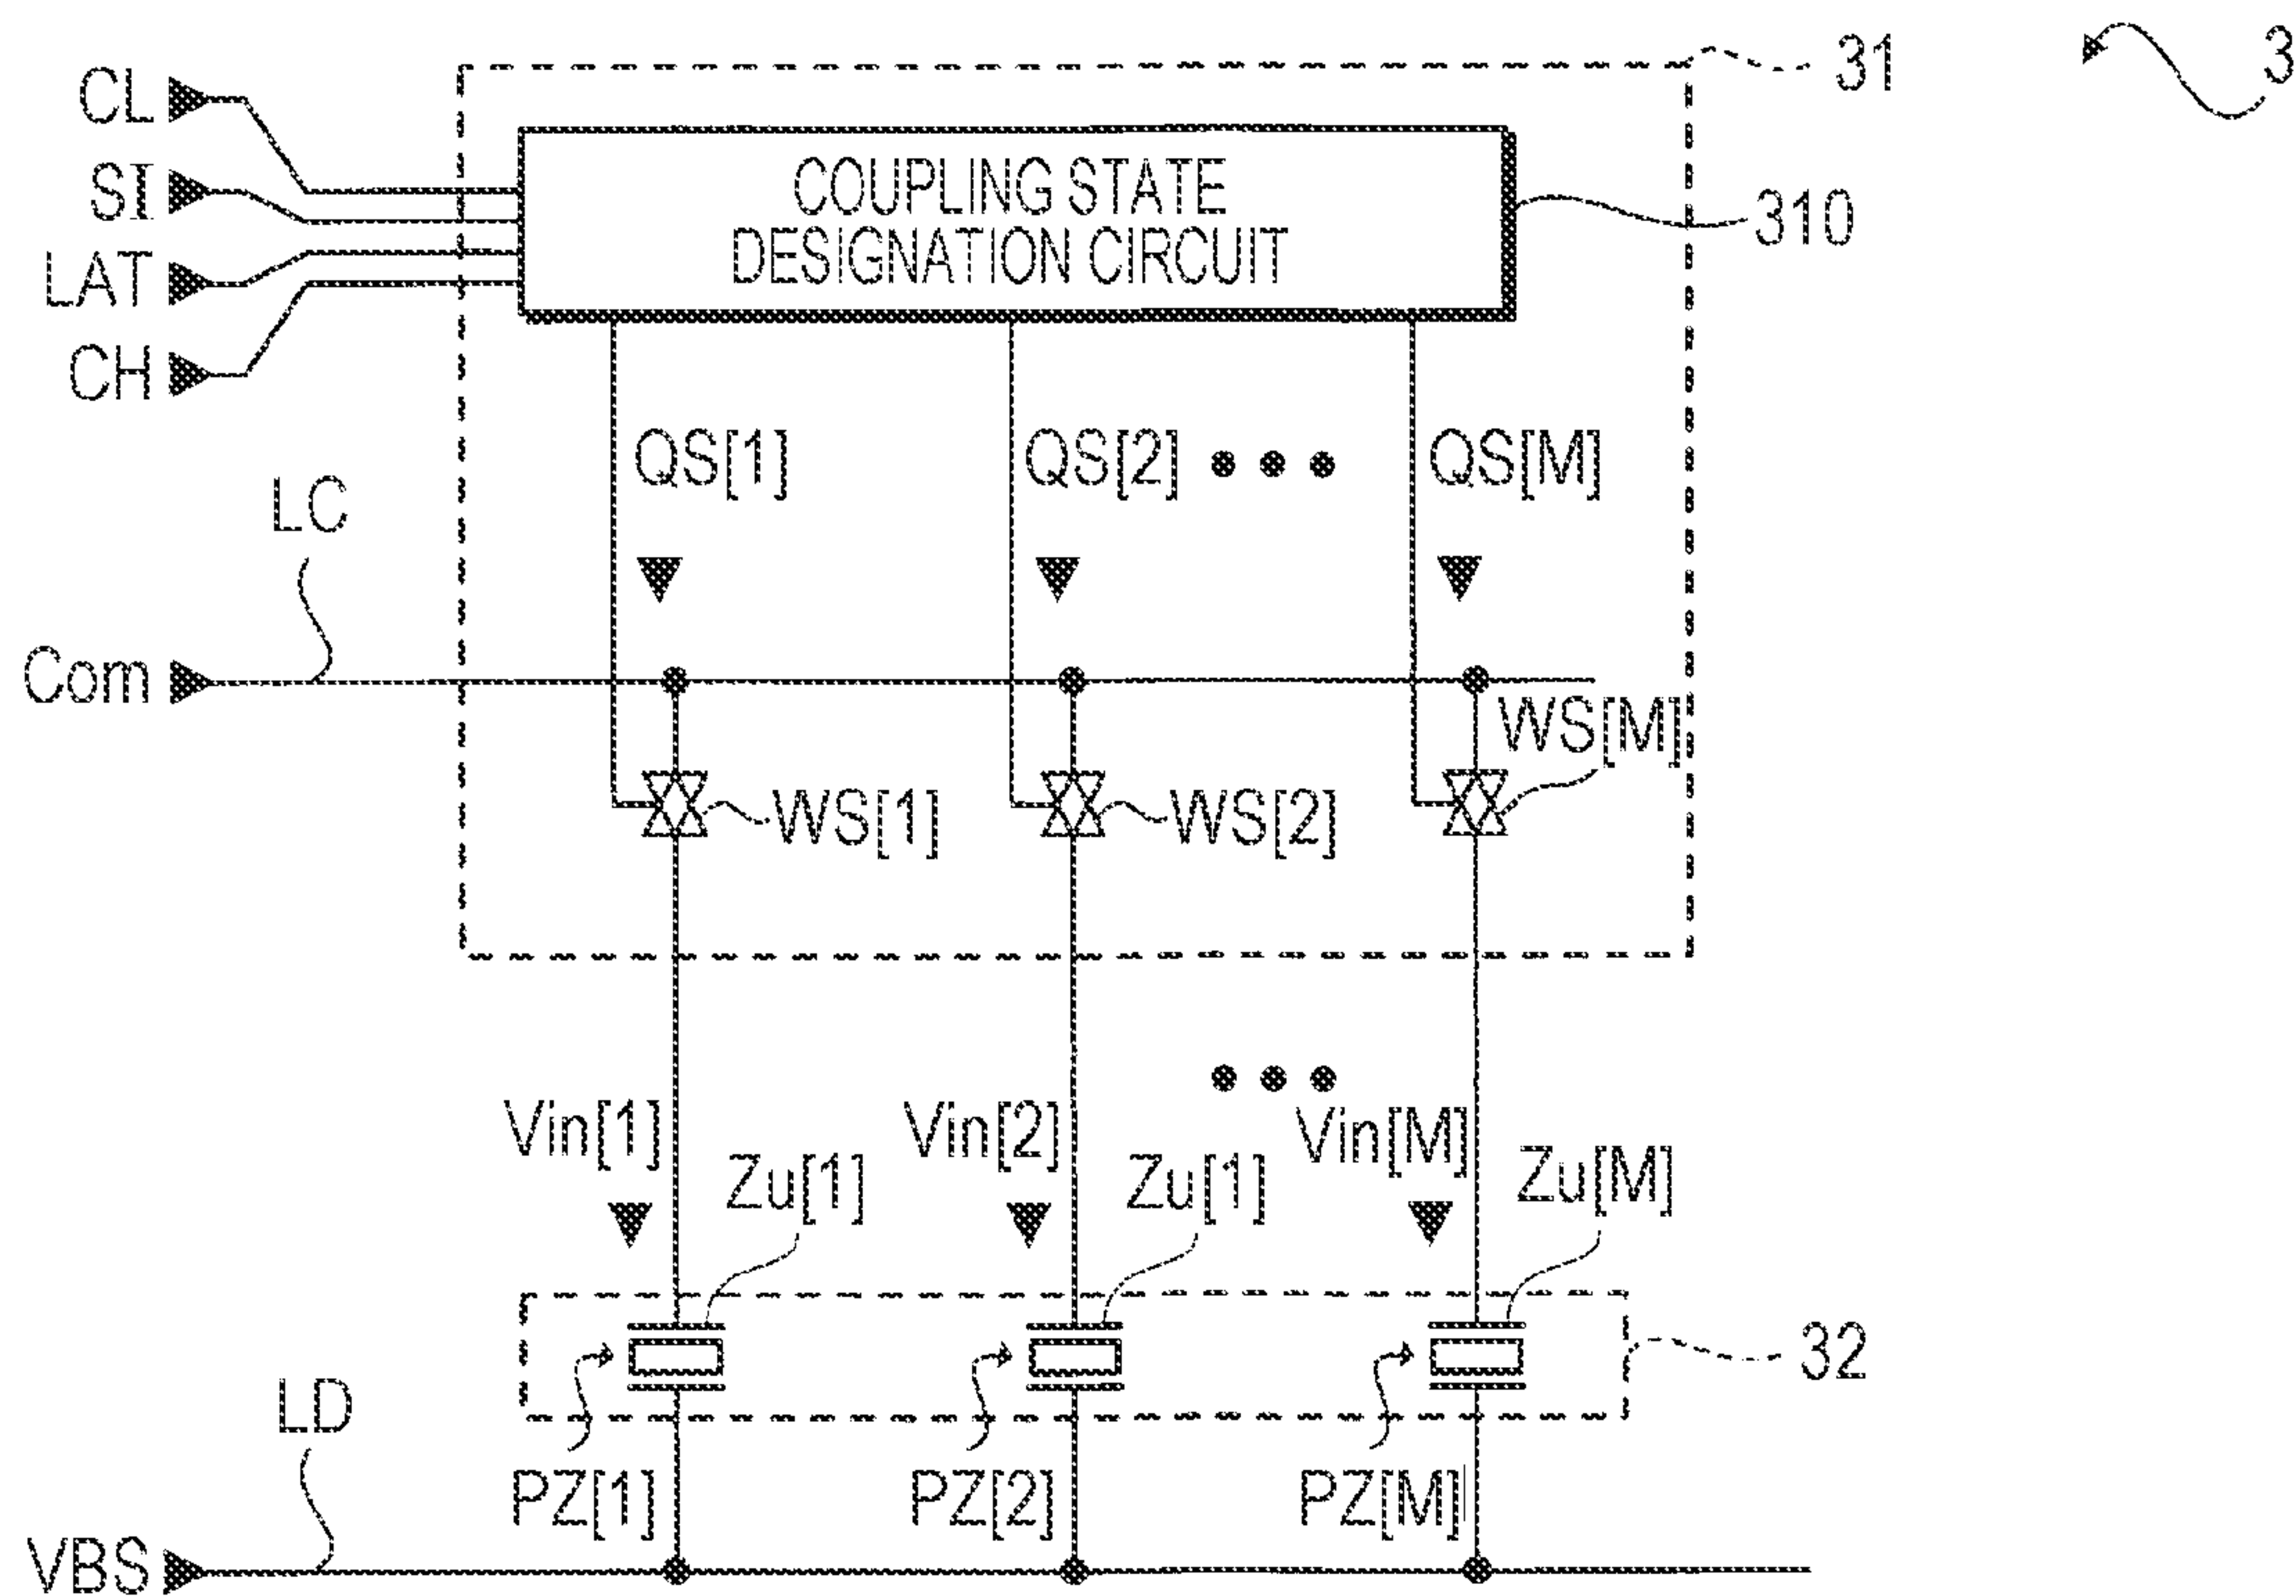 31
3
CL
SI
LAT
CH
COUPLING STATE
DESIGNATION CIRCUIT
310
QS[1]
QS[2]
QS[M]
LC
Com
WS[M]
WS[1]
WS[2]
Vin[1]
Vin[2]
Vin[M]
Zu[1]
Zu[1]
Zu[M]
32
LD
PZ[1]
PZ[2]
PZ[M]
VBS